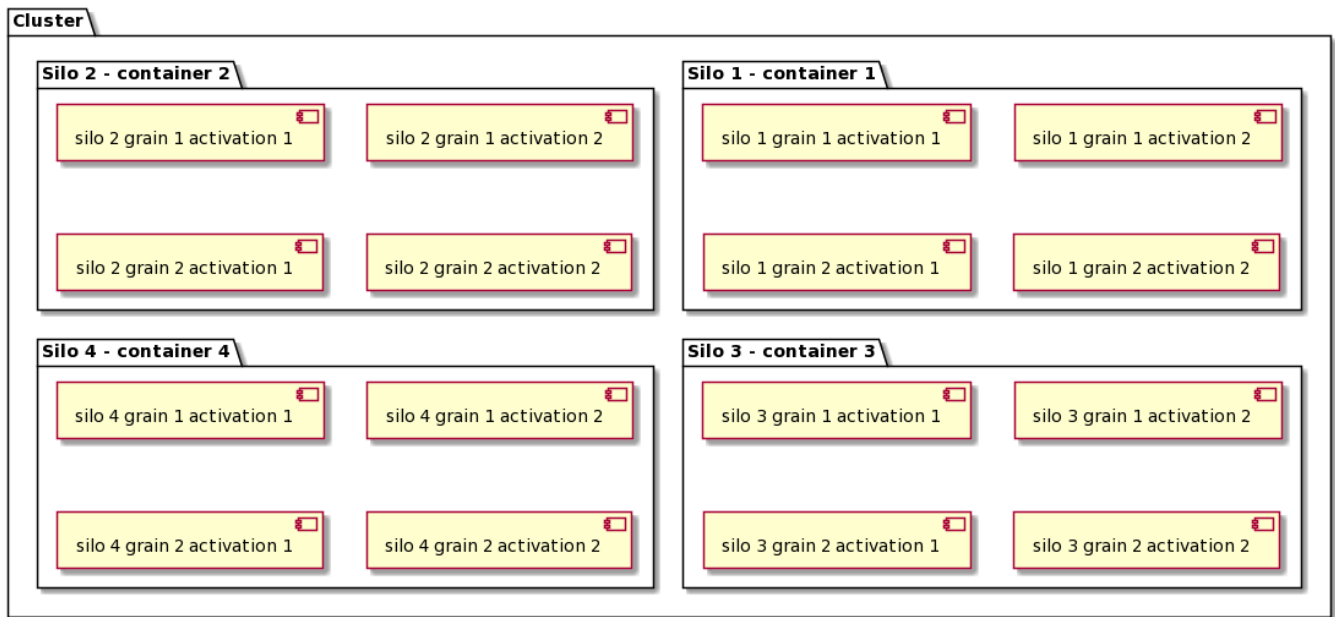 Cluster
Silo 2 - container 2
silo 2 grain 1 activation 1
silo 2 grain 1 activation 2
silo 2 grain 2 activation 1
silo 2 grain 2 activation 2
Silo 1 - container 1
silo 1 grain 1 activation 1
silo 1 grain 1 activation 2
silo 1 grain 2 activation 1
silo 1 grain 2 activation 2
Silo 4 - container 4
silo 4 grain 1 activation 1
silo 4 grain 1 activation 2
silo 4 grain 2 activation 1
silo 4 grain 2 activation 2
Silo 3 - container 3
silo 3 grain 1 activation 1
silo 3 grain 1 activation 2
silo 3 grain 2 activation 1
silo 3 grain 2 activation 2